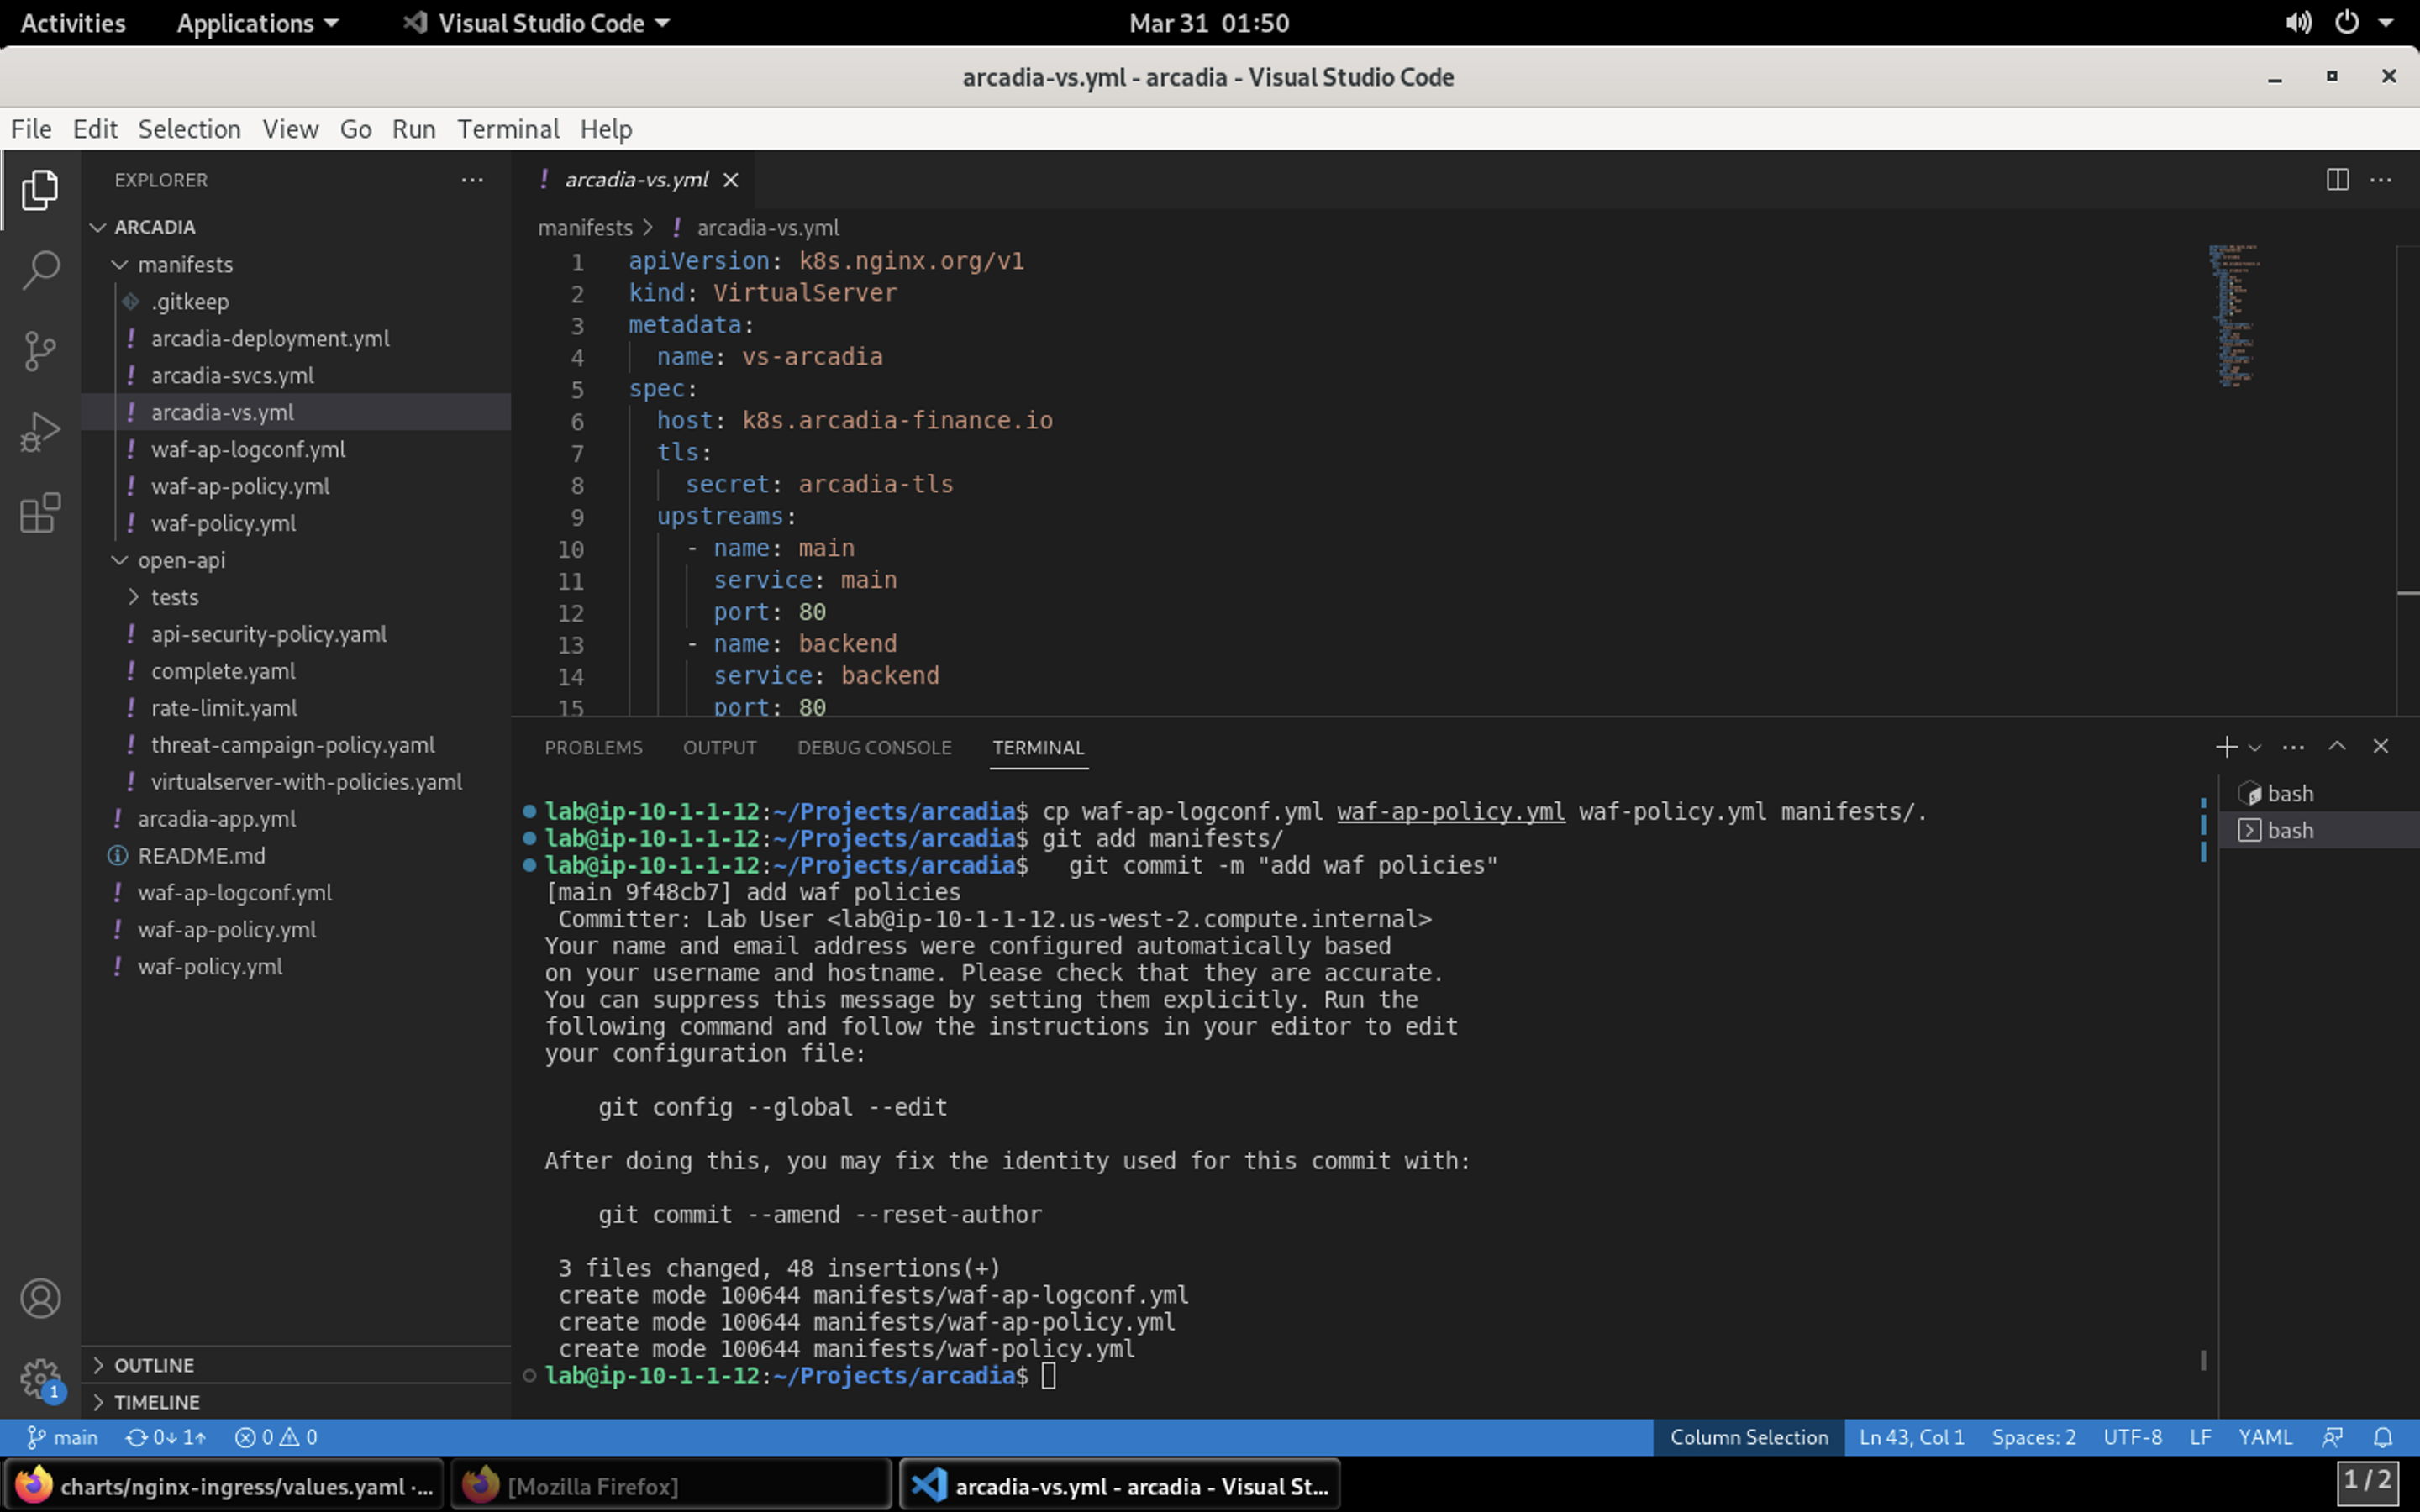 Activities Applications Visual Studio Code Mar 31 01:50
arcadia-vs.yml - arcadia - Visual Studio Code
File Edit Selection View Go Run Terminal Help
EXPLORER
ARCADIA
manifests
.gitkeep
! arcadia-deployment.yml
! arcadia-svcs.yml
! arcadia-vs.yml
! waf-ap-logconf.yml
! waf-ap-policy.yml
! waf-policy.yml
open-api
tests
! api-security-policy.yaml
! complete.yaml
! rate-limit.yaml
! threat-campaign-policy.yaml
! virtualserver-with-policies.yaml
! arcadia-app.yml
README.md
! waf-ap-logconf.yml
! waf-ap-policy.yml
! waf-policy.yml
OUTLINE
TIMELINE
1
! arcadia-vs.yml
manifests > ! arcadia-vs.yml
1 apiVersion: k8s.nginx.org/v1
2 kind: VirtualServer
3 metadata:
4 name: vs-arcadia
5 spec:
6 host: k8s.arcadia-finance.io
7 tls:
8 secret: arcadia-tls
9 upstreams:
10 - name: main
11 service: main
12 port: 80
13 - name: backend
14 service: backend
15 port: 80
PROBLEMS OUTPUT DEBUG CONSOLE TERMINAL
bash
bash
lab@ip-10-1-1-12:~/Projects/arcadia$ cp waf-ap-logconf.yml waf-ap-policy.yml waf-policy.yml manifests/.
lab@ip-10-1-1-12:~/Projects/arcadia$ git add manifests/
lab@ip-10-1-1-12:~/Projects/arcadia$ git commit -m "add waf policies"
[main 9f48cb7] add waf policies
Committer: Lab User <lab@ip-10-1-1-12.us-west-2.compute.internal>
Your name and email address were configured automatically based
on your username and hostname. Please check that they are accurate.
You can suppress this message by setting them explicitly. Run the
following command and follow the instructions in your editor to edit
your configuration file:
git config --global --edit
After doing this, you may fix the identity used for this commit with:
git commit --amend --reset-author
3 files changed, 48 insertions(+)
create mode 100644 manifests/waf-ap-logconf.yml
create mode 100644 manifests/waf-ap-policy.yml
create mode 100644 manifests/waf-policy.yml
lab@ip-10-1-1-12:~/Projects/arcadia$
main 0↓ 1↑ 0 0 Column Selection Ln 43, Col 1 Spaces: 2 UTF-8 LF YAML
charts/nginx-ingress/values.yaml ·... [Mozilla Firefox] arcadia-vs.yml - arcadia - Visual St... 1 / 2